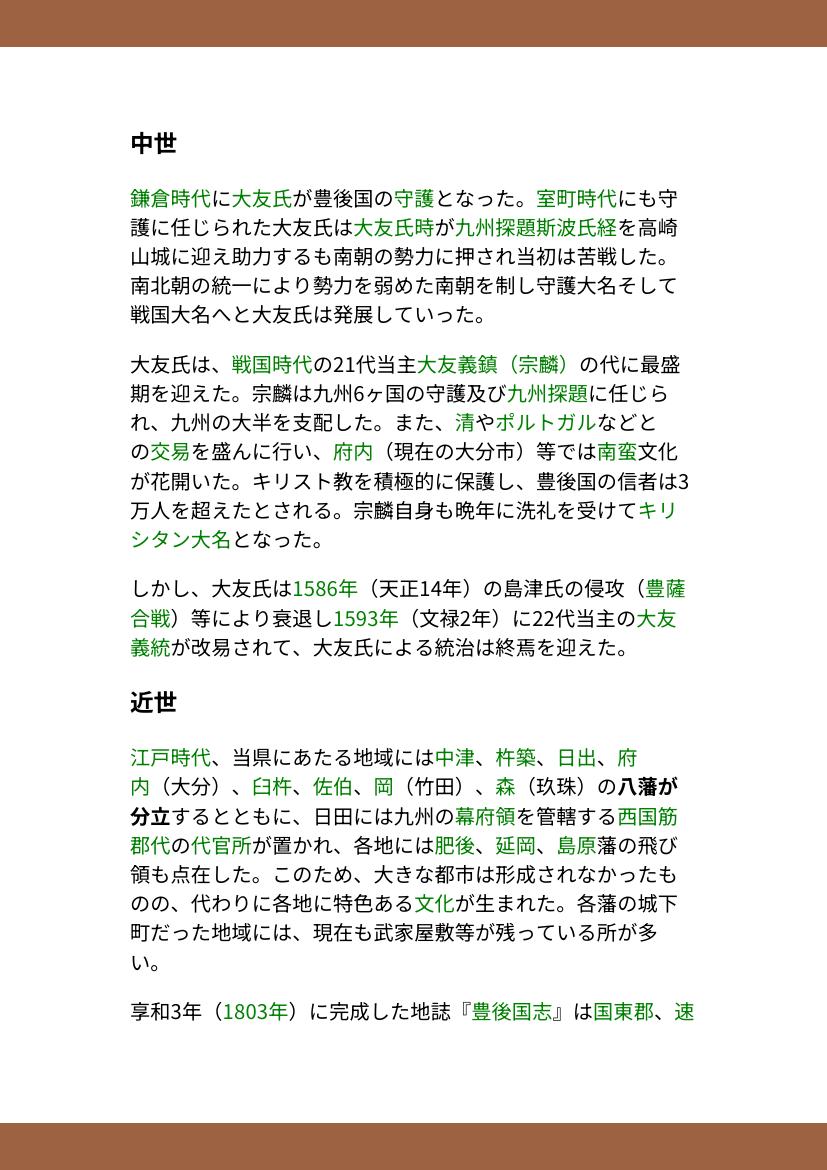 中世
鎌倉時代に大友氏が豊後国の守護となった。室町時代にも守
護に任じられた大友氏は大友氏時が九州探題斯波氏経を高崎
山城に迎え助力するも南朝の勢力に押され当初は苦戦した。
南北朝の統一により勢力を弱めた南朝を制し守護大名そして
戦国大名へと大友氏は発展していった。
大友氏は、戦国時代の21代当主大友義鎮（宗麟）の代に最盛
期を迎えた。宗麟は九州6ヶ国の守護及び九州探題に任じら
れ、九州の大半を支配した。また、清やポルトガルなどと
の交易を盛んに行い、府内（現在の大分市）等では南蛮文化
が花開いた。キリスト教を積極的に保護し、豊後国の信者は3
万人を超えたとされる。宗麟自身も晩年に洗礼を受けてキリ
シタン大名となった。
しかし、大友氏は1586年（天正14年）の島津氏の侵攻（豊薩
合戦）等により衰退し1593年（文禄2年）に22代当主の大友
義統が改易されて、大友氏による統治は終焉を迎えた。
近世
江戸時代、当県にあたる地域には中津、杵築、日出、府
内（大分）、臼杵、佐伯、岡（竹田）、森（玖珠）の八藩が
分立するとともに、日田には九州の幕府領を管轄する西国筋
郡代の代官所が置かれ、各地には肥後、延岡、島原藩の飛び
領も点在した。このため、大きな都市は形成されなかったも
のの、代わりに各地に特色ある文化が生まれた。各藩の城下
町だった地域には、現在も武家屋敷等が残っている所が多
い。
享和3年（1803年）に完成した地誌『豊後国志』は国東郡、速